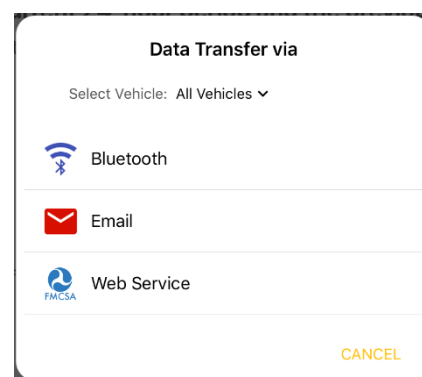 Data Transfer via
Select Vehicle: All Vehicles
Bluetooth
Email
FMCSA
Web Service
CANCEL